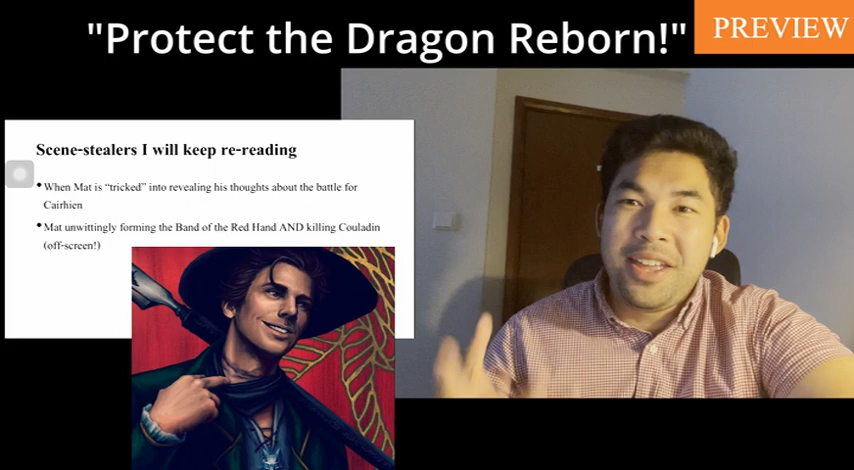 "Protect the Dragon Reborn!"
PREVIEW
Scene-stealers I will keep re-reading
• When Mat is “tricked” into revealing his thoughts about the battle for
Cairhien
• Mat unwittingly forming the Band of the Red Hand AND killing Couladin
(off-screen!)